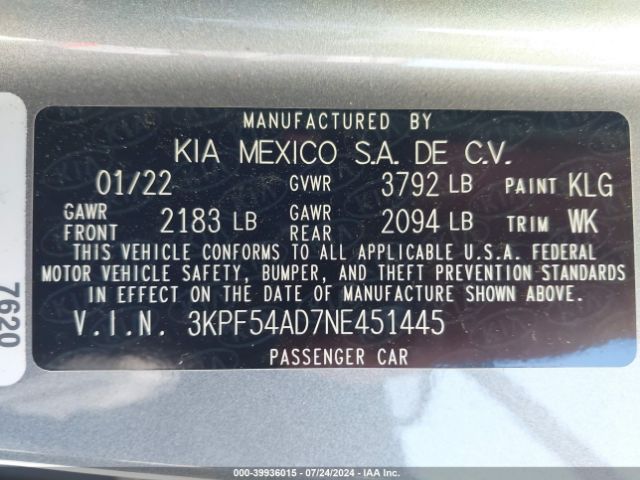 MANUFACTURED BY
KIA MEXICO S.A. DE C.V.
01/22 GVWR 3792 LB PAINT KLG
GAWR FRONT 2183 LB GAWR REAR 2094 LB TRIM WK
THIS VEHICLE CONFORMS TO ALL APPLICABLE U.S.A. FEDERAL
MOTOR VEHICLE SAFETY, BUMPER, AND THEFT PREVENTION STANDARDS
IN EFFECT ON THE DATE OF MANUFACTURE SHOWN ABOVE.
V.I.N. 3KPF54AD7NE451445
PASSENGER CAR
7620
000-39936015 | 07/24/2024 | IAAI.COM